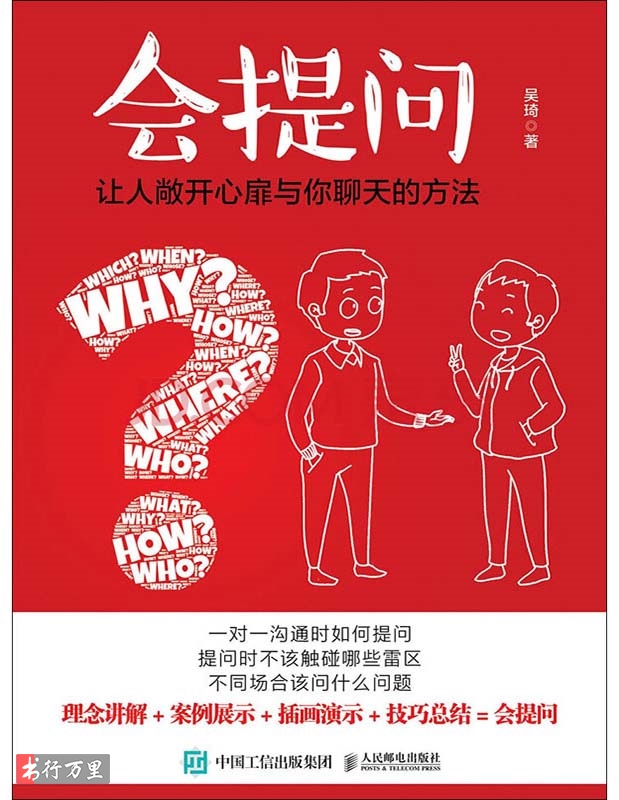 会提问
吴琦◎著
让人敞开心扉与你聊天的方法
WHICH? WHEN?
WHY?
HOW?
WHERE?
WHO?
WHEN?
HOW?
WHAT?
WHERE?
WHAT?
WHO?
WHAT?
WHY?
HOW?
WHO?
WHERE?
一对一沟通时如何提问
提问时不该触碰哪些雷区
不同场合该问什么问题
理念讲解+案例展示+插画演示+技巧总结=会提问
书行万里
中国工信出版集团 人民邮电出版社
POSTS & TELECOM PRESS